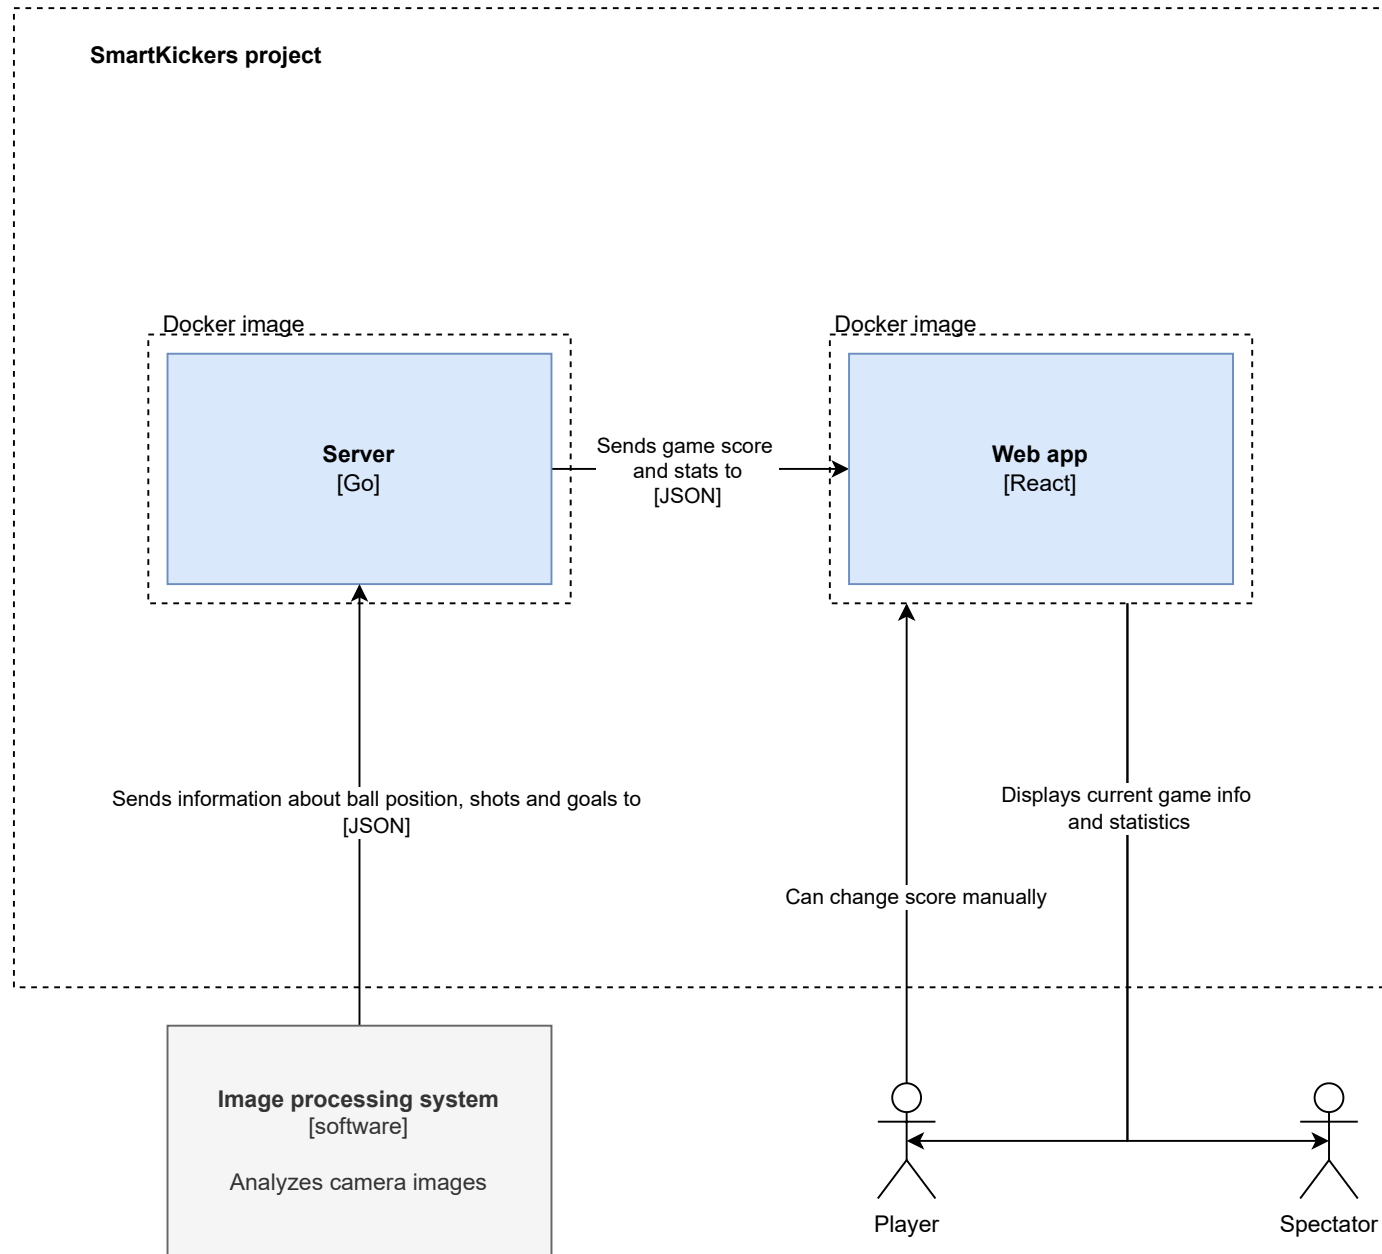 SmartKickers project
Docker image
Docker image
Server
[Go]
Sends game score
and stats to
[JSON]
Web app
[React]
Sends information about ball position, shots and goals to
[JSON]
Displays current game info
and statistics
Can change score manually
Image processing system
[software]
Analyzes camera images
Player
Spectator